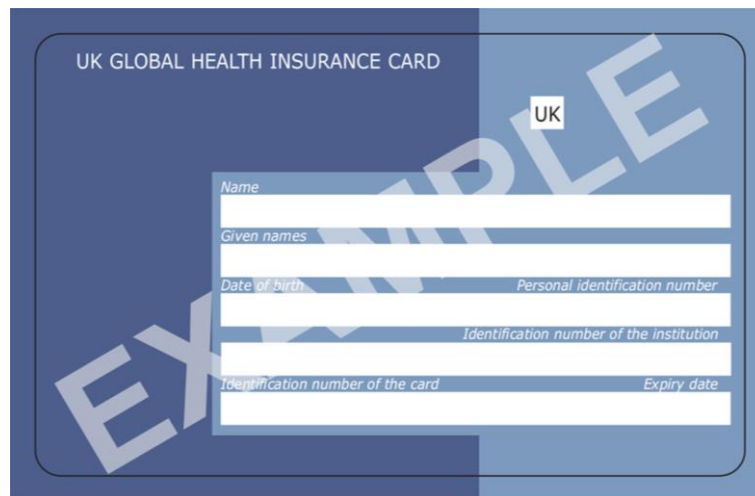 UK GLOBAL HEALTH INSURANCE CARD
UK
Name
Given names
Date of birth Personal identification number
Identification number of the institution
Identification number of the card Expiry date
EXAMPLE